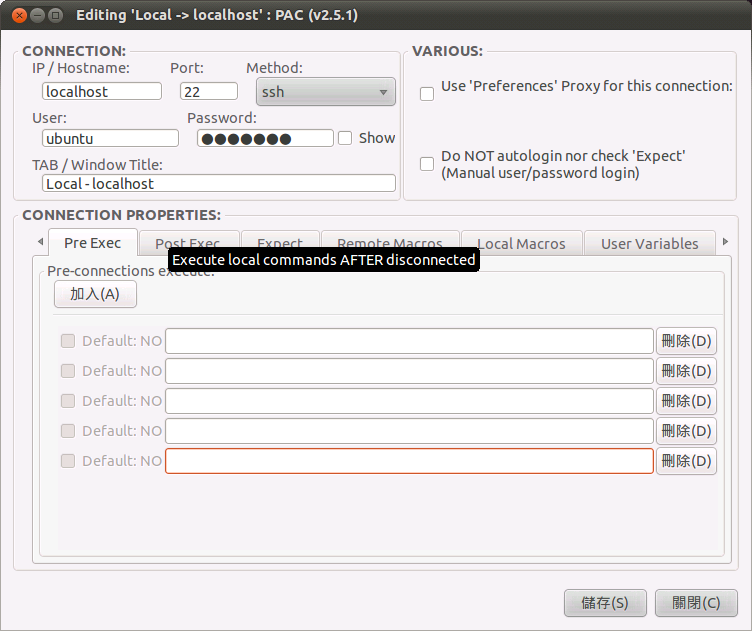 Editing 'Local -> localhost' : PAC (v2.5.1)
CONNECTION:
IP / Hostname: Port: Method:
localhost 22 ssh
User: Password:
ubuntu ●●●●●●● Show
TAB / Window Title:
Local - localhost
VARIOUS:
Use 'Preferences' Proxy for this connection:
Do NOT autologin nor check 'Expect'
(Manual user/password login)
CONNECTION PROPERTIES:
Pre Exec Post Exec Expect Remote Macros Local Macros User Variables
Execute local commands AFTER disconnected
Pre-connections execute:
加入(A)
Default: NO 刪除(D)
Default: NO 刪除(D)
Default: NO 刪除(D)
Default: NO 刪除(D)
Default: NO 刪除(D)
儲存(S) 關閉(C)